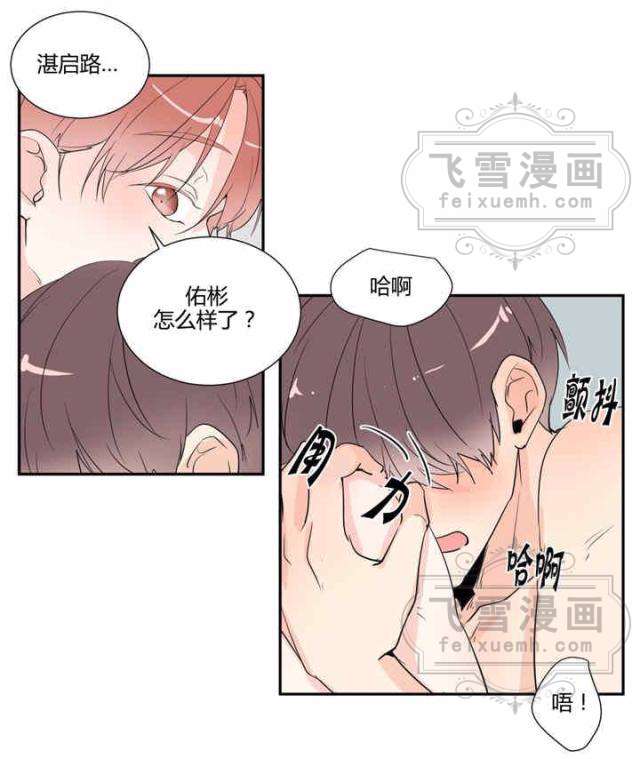 湛启路...
飞雪漫画
feixuemh.com
佑彬
怎么样了？
哈啊
颤抖
用力
哈啊
飞雪漫画
feixuemh.com
唔！